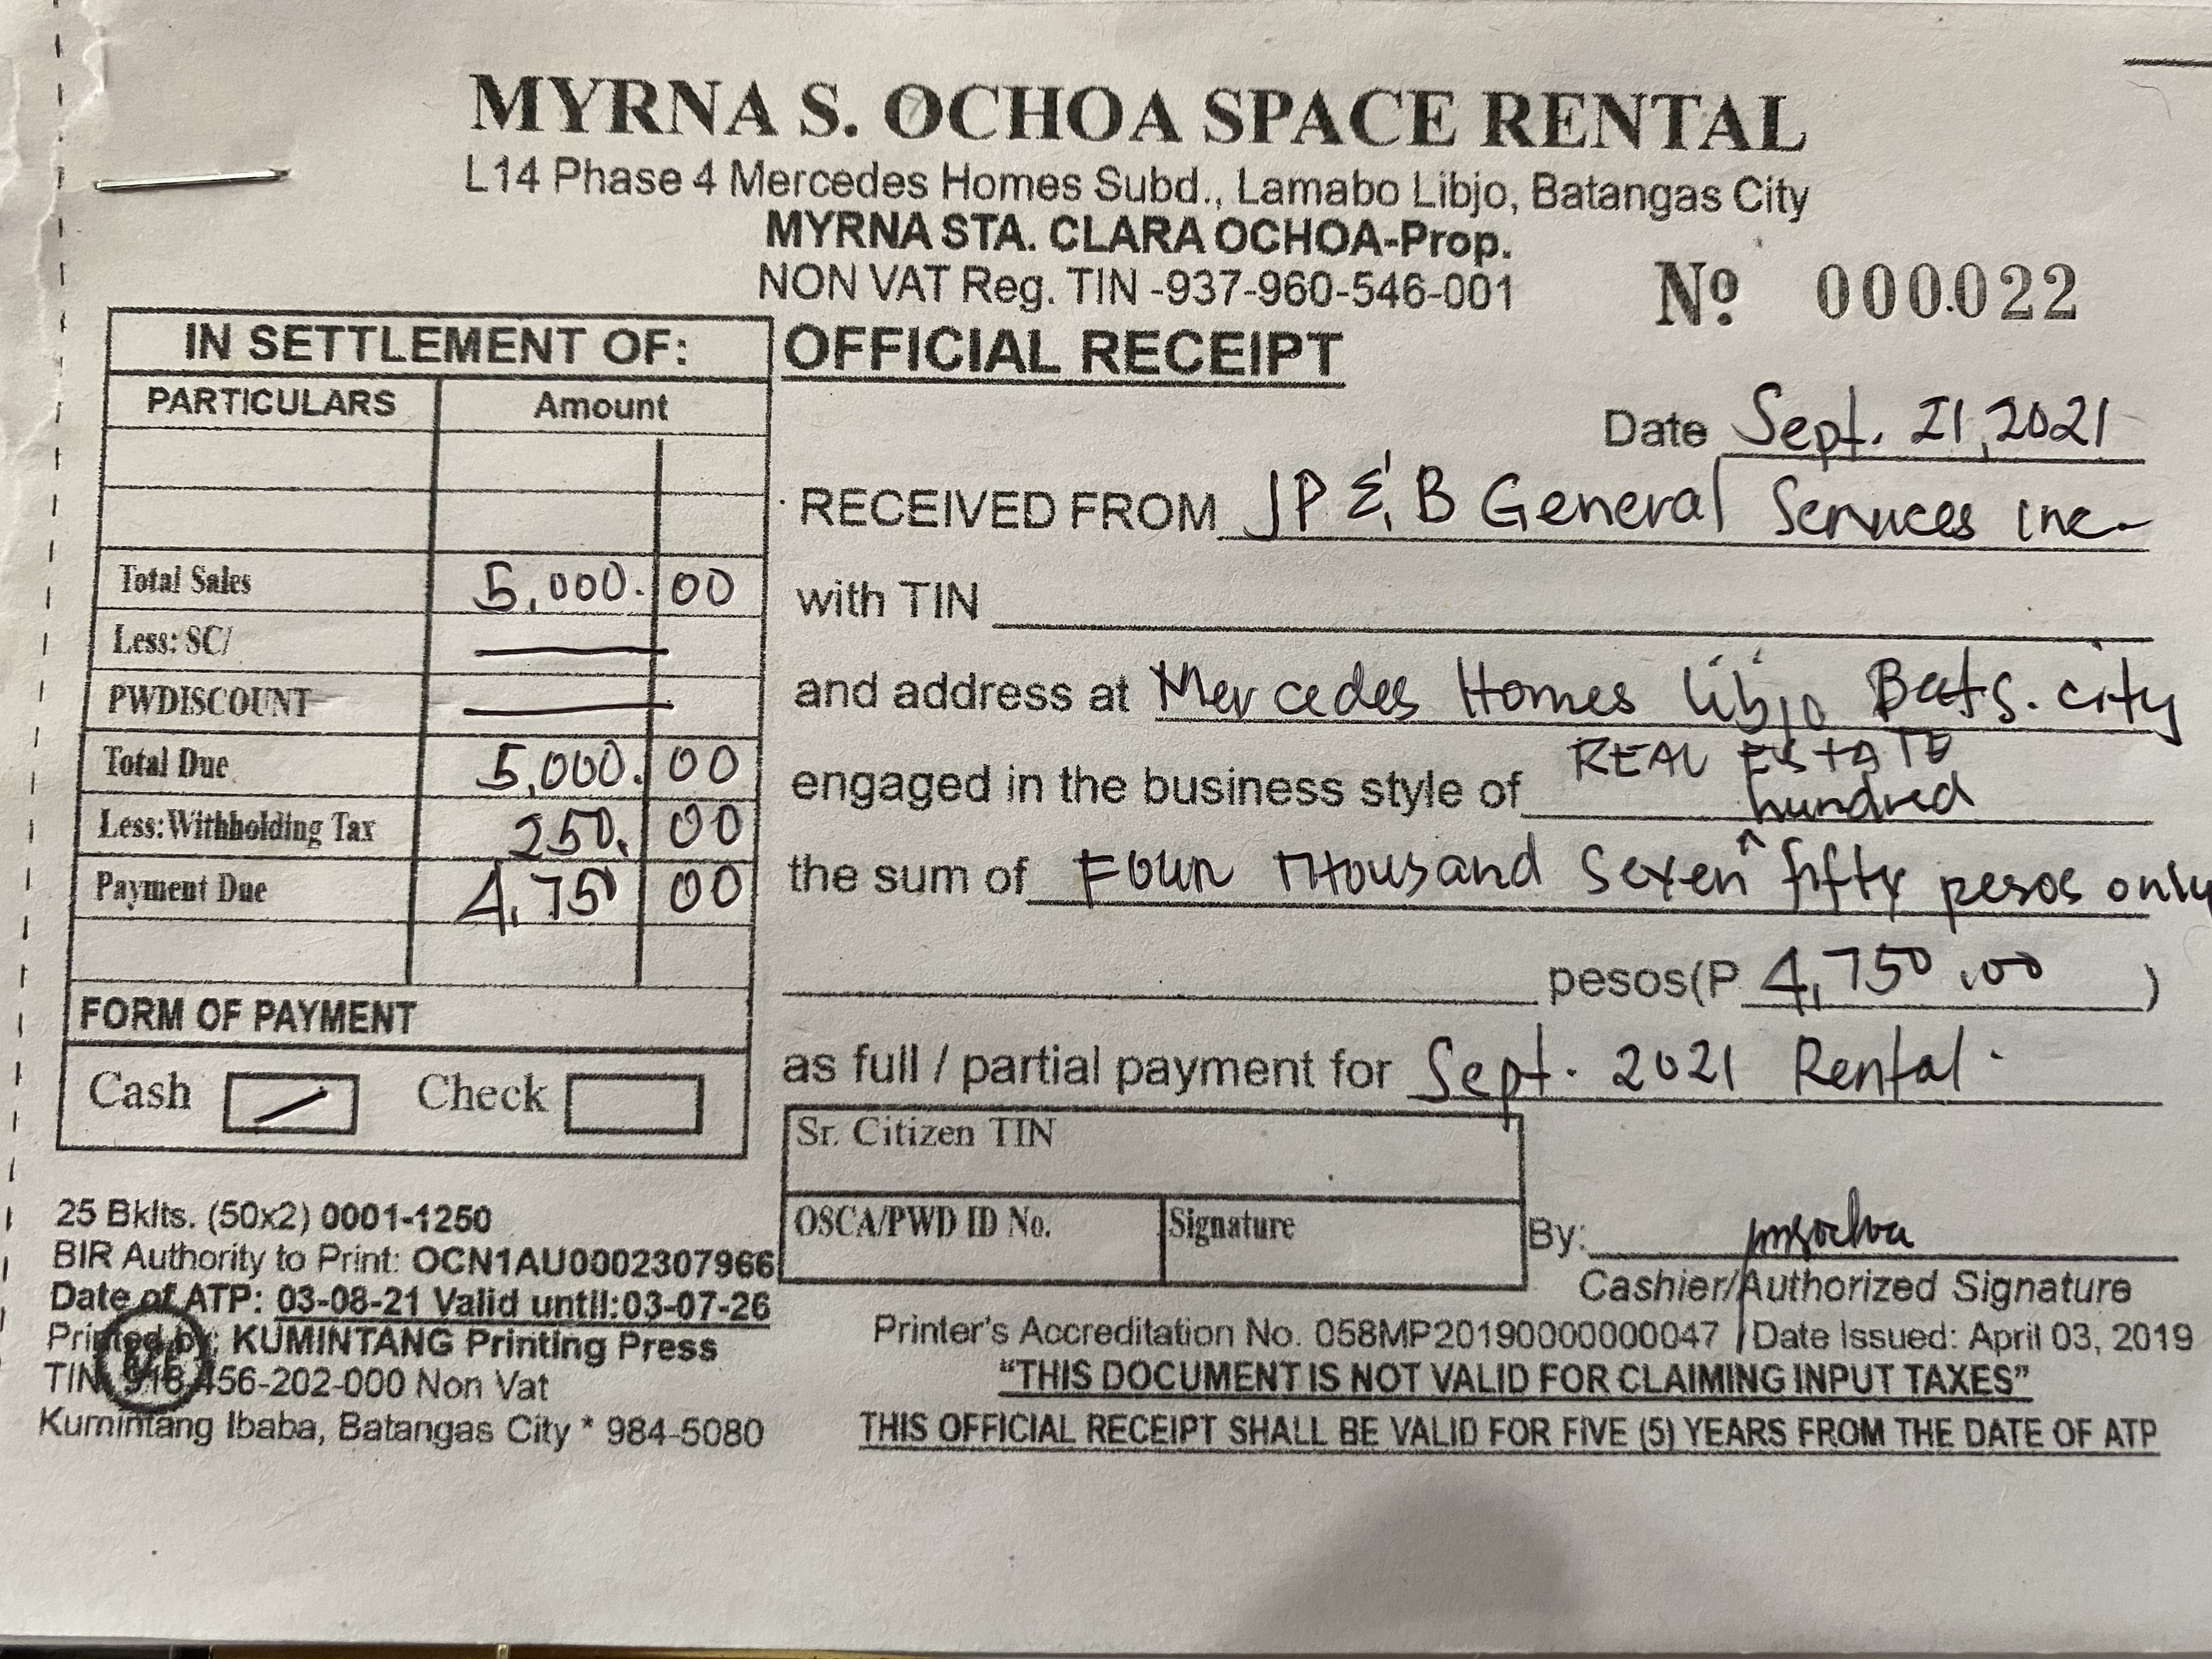 MYRNA S. OCHOA SPACE RENTAL
L14 Phase 4 Mercedes Homes Subd., Lamabo Libjo, Batangas City
MYRNA STA. CLARA OCHOA-Prop.
NON VAT Reg. TIN -937-960-546-001
Nº 000022
IN SETTLEMENT OF:
PARTICULARS Amount
Total Sales 5,000.00
Less: SC/ —
PWDISCOUNT —
Total Due 5,000.00
Less:Withholding Tax 250.00
Payment Due 4,750 00
FORM OF PAYMENT
Cash Check
OFFICIAL RECEIPT
Date Sept. 21, 2021
RECEIVED FROM JP & B General Services inc.
with TIN
and address at Mercedes Homes libjo Bats. city
engaged in the business style of REAL ESTATE
the sum of Four Thousand Seven hundred fifty pesos only
pesos(P 4,750.00 )
as full / partial payment for Sept. 2021 Rental.
Sr. Citizen TIN
OSCA/PWD ID No. Signature
By:
Cashier/Authorized Signature
25 Bklts. (50x2) 0001-1250
BIR Authority to Print: OCN1AU0002307966
Date of ATP: 03-08-21 Valid until:03-07-26
Printed by: KUMINTANG Printing Press
TIN 918-456-202-000 Non Vat
Kumintang Ibaba, Batangas City * 984-5080
Printer's Accreditation No. 058MP20190000000047 Date Issued: April 03, 2019
“THIS DOCUMENT IS NOT VALID FOR CLAIMING INPUT TAXES”
THIS OFFICIAL RECEIPT SHALL BE VALID FOR FIVE (5) YEARS FROM THE DATE OF ATP